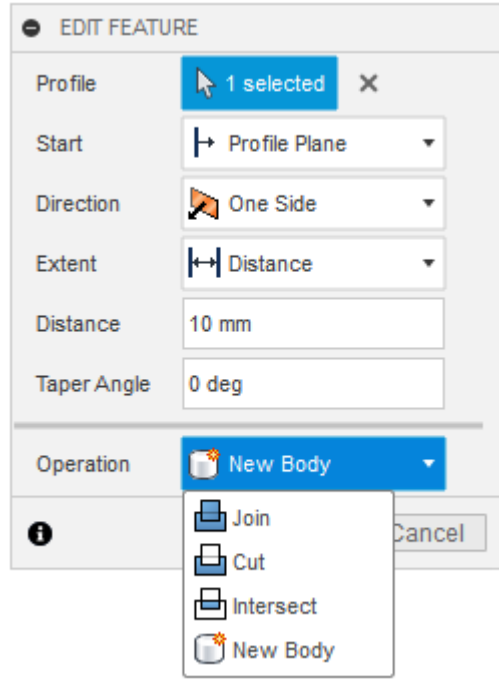 EDIT FEATURE
Profile 1 selected
Start Profile Plane
Direction One Side
Extent Distance
Distance 10 mm
Taper Angle 0 deg
Operation New Body
Cancel
Join
Cut
Intersect
New Body